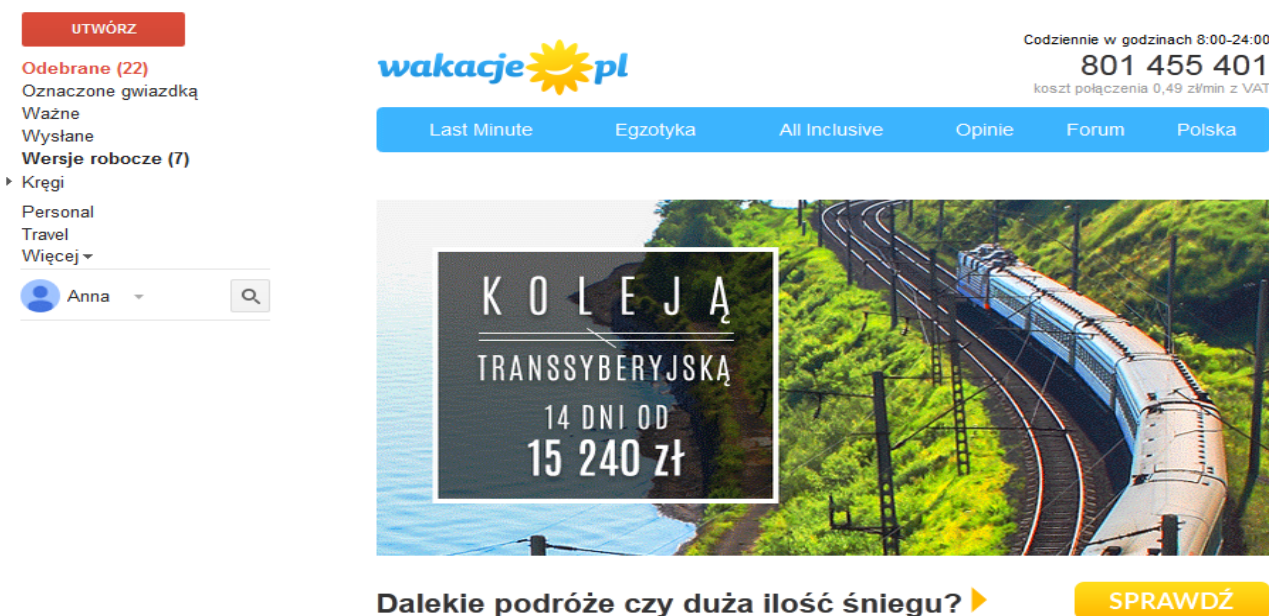 UTWÓRZ
Odebrane (22)
Oznaczone gwiazdką
Ważne
Wysłane
Wersje robocze (7)
Kręgi
Personal
Travel
Więcej
Anna
wakacje pl
Codziennie w godzinach 8:00-24:00
801 455 401
koszt połączenia 0,49 zł/min z VAT
Last Minute Egzotyka All Inclusive Opinie Forum Polska
KOLEJĄ
TRANSSYBERYJSKĄ
14 DNI OD
15 240 zł
Dalekie podróże czy duża ilość śniegu?
SPRAWDŹ